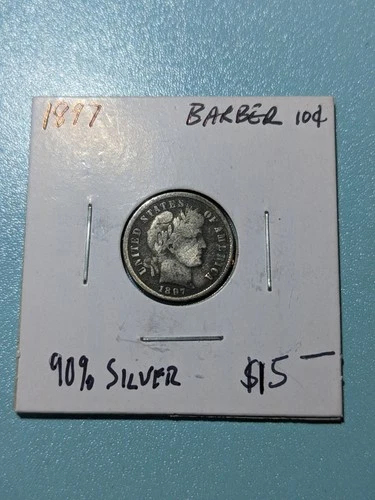 1897 BARBER 10¢
UNITED STATES OF AMERICA
1897
90% SILVER $15—